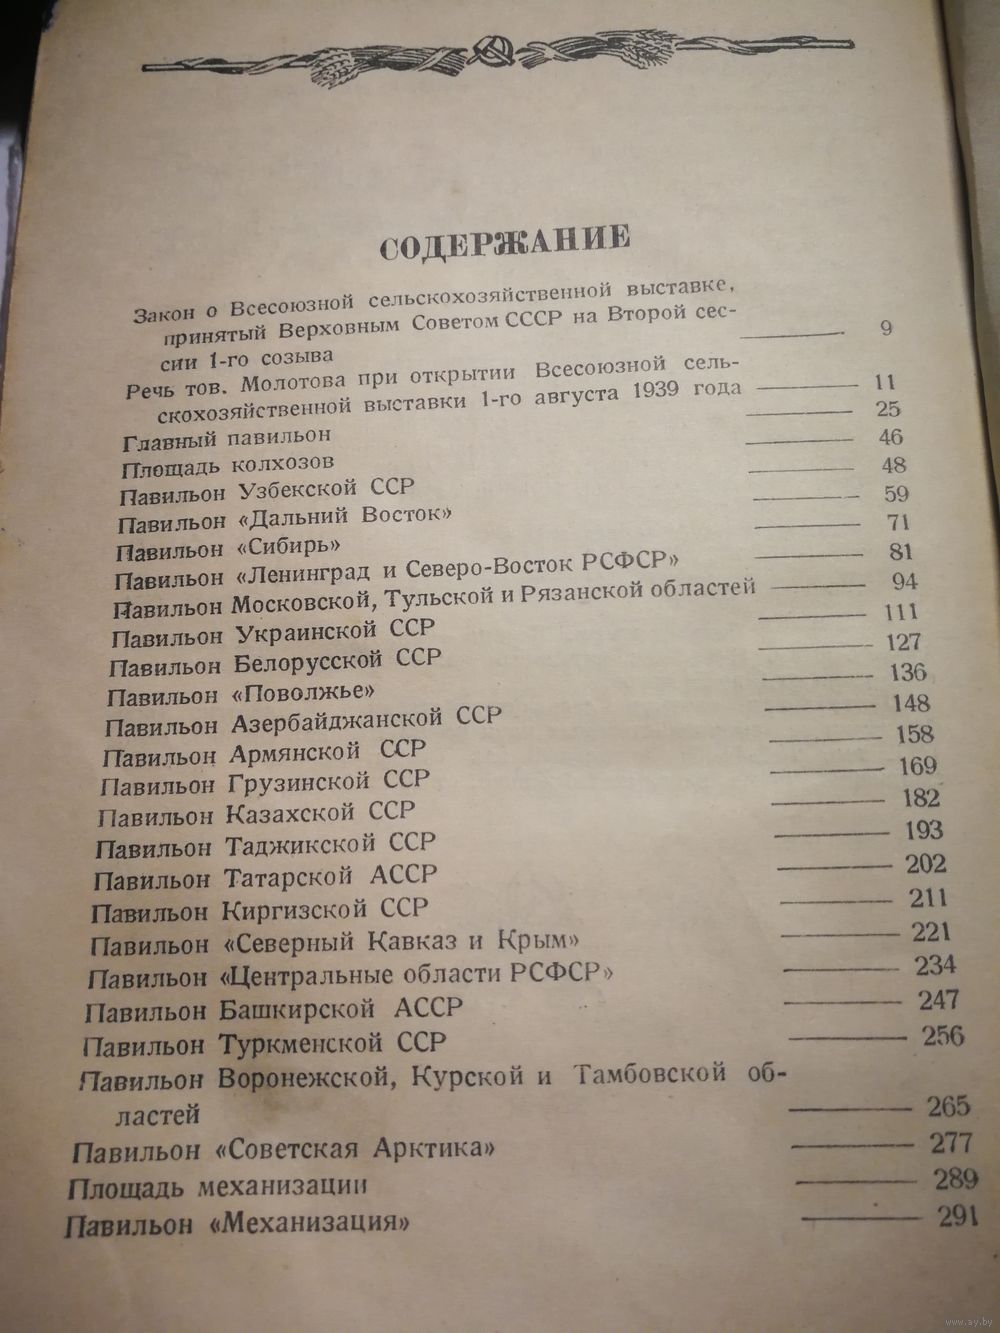 СОДЕРЖАНИЕ
Закон о Всесоюзной сельскохозяйственной выставке,
принятый Верховным Советом СССР на Второй сес-
сии 1-го созыва 9
Речь тов. Молотова при открытии Всесоюзной сель-
скохозяйственной выставки 1-го августа 1939 года 11
Главный павильон 25
Площадь колхозов 46
Павильон Узбекской ССР 48
Павильон «Дальний Восток» 59
Павильон «Сибирь» 71
Павильон «Ленинград и Северо-Восток РСФСР» 81
Павильон Московской, Тульской и Рязанской областей 94
Павильон Украинской ССР 111
Павильон Белорусской ССР 127
Павильон «Поволжье» 136
Павильон Азербайджанской ССР 148
Павильон Армянской ССР 158
Павильон Грузинской ССР 169
Павильон Казахской ССР 182
Павильон Таджикской ССР 193
Павильон Татарской АССР 202
Павильон Киргизской ССР 211
Павильон «Северный Кавказ и Крым» 221
Павильон «Центральные области РСФСР» 234
Павильон Башкирской АССР 247
Павильон Туркменской ССР 256
Павильон Воронежской, Курской и Тамбовской об-
ластей 265
Павильон «Советская Арктика» 277
Площадь механизации 289
Павильон «Механизация» 291
www.ay.by